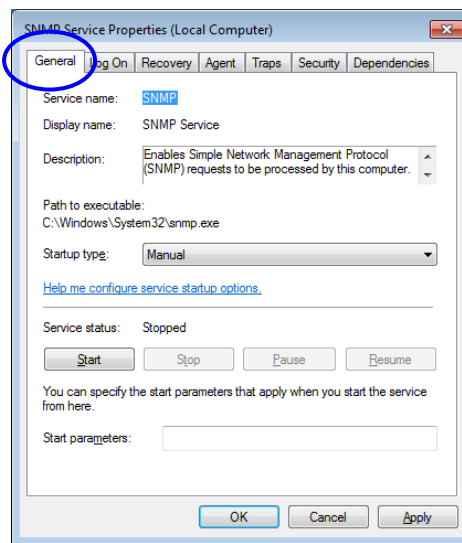 SNMP Service Properties (Local Computer)
General Log On Recovery Agent Traps Security Dependencies
Service name: SNMP
Display name: SNMP Service
Description: Enables Simple Network Management Protocol
(SNMP) requests to be processed by this computer.
Path to executable:
C:\Windows\System32\snmp.exe
Startup type: Manual
Help me configure service startup options.
Service status: Stopped
Start Stop Pause Resume
You can specify the start parameters that apply when you start the service
from here.
Start parameters:
OK Cancel Apply